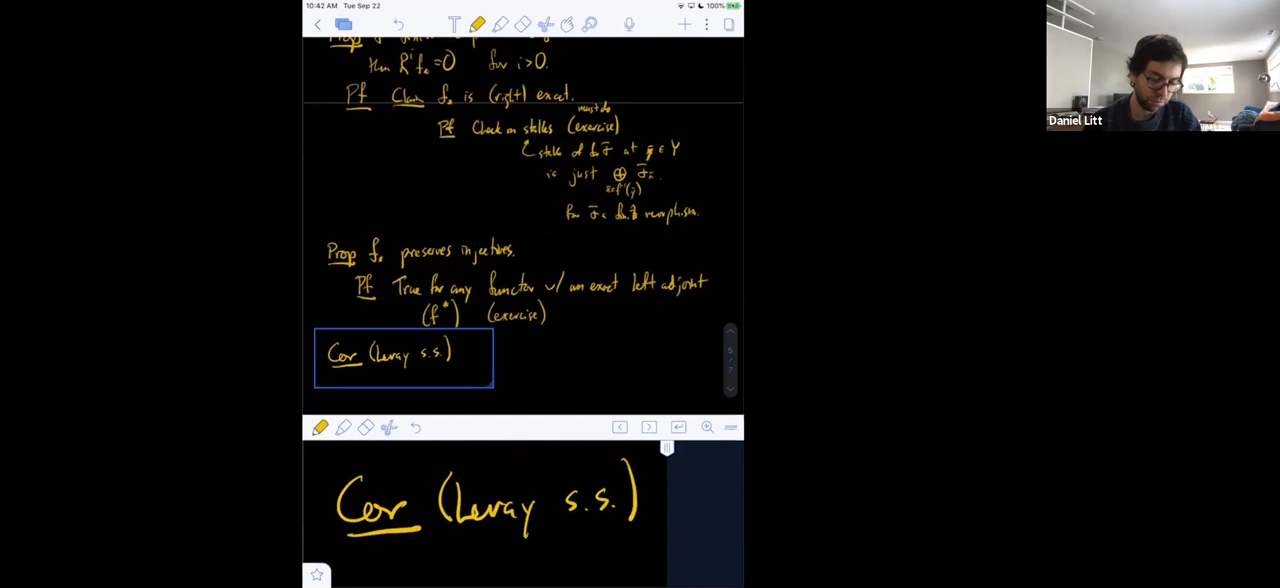 10:42 AM Tue Sep 22
100%
then R^i f_* = 0 for i > 0.
Pf Claim f_* is (right) exact.
must do
Pf Check on stalks (exercise)
stalk of f_* F at ȳ ∈ Y
is just ⊕ F_x̄.
x̄ ∈ f^{-1}(ȳ)
for f a finite morphism.
Prop f_* preserves injectives.
Pf True for any functor w/ an exact left adjoint
(f^*) (exercise)
Cor (Leray s.s.)
5
/
7
Cor (Leray s.s.)
Daniel Litt